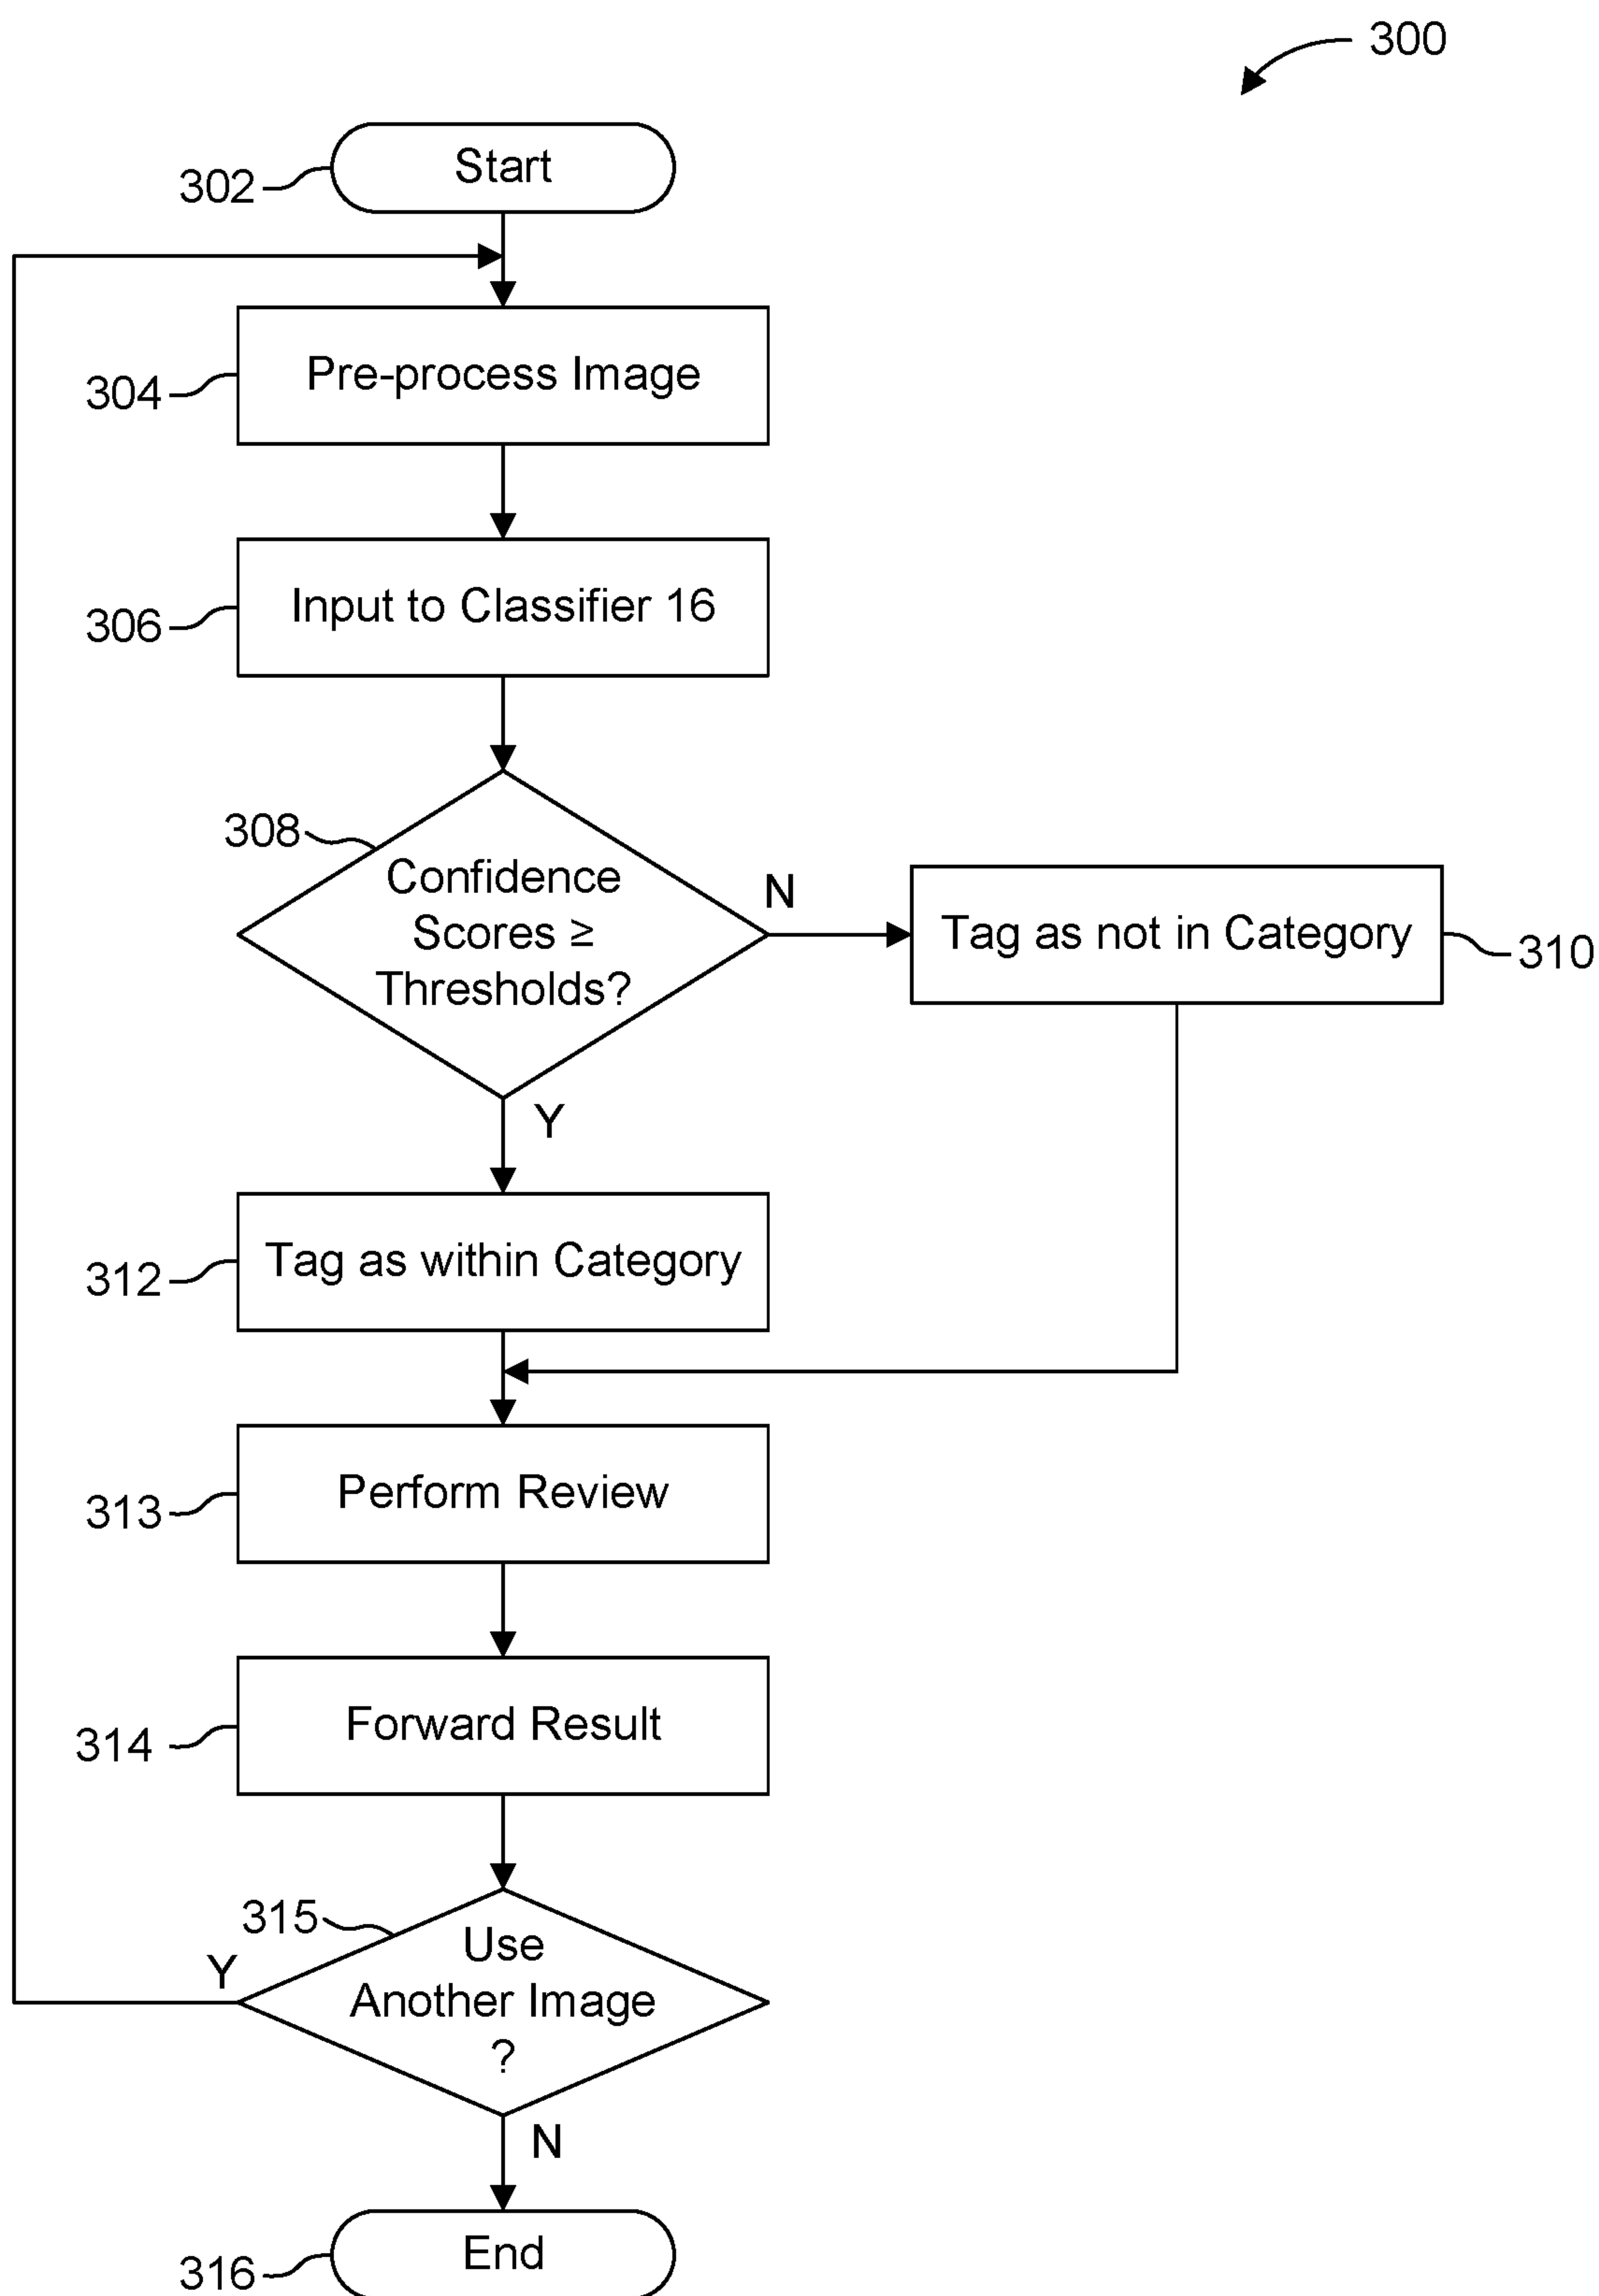 300
302
Start
304
Pre-process Image
306
Input to Classifier 16
308
Confidence
Scores ≥
Thresholds?
N
Tag as not in Category
310
Y
312
Tag as within Category
313
Perform Review
314
Forward Result
315
Use
Another Image
?
Y
N
316
End